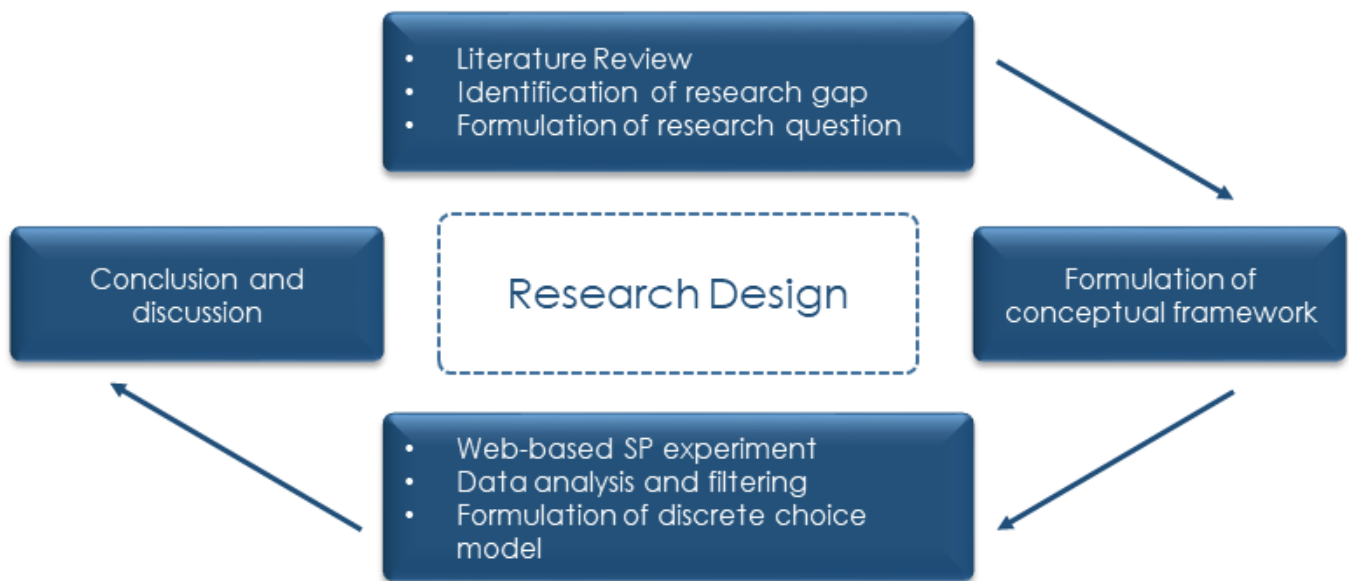 • Literature Review
• Identification of research gap
• Formulation of research question
Conclusion and
discussion
Research Design
Formulation of
conceptual framework
• Web-based SP experiment
• Data analysis and filtering
• Formulation of discrete choice
model